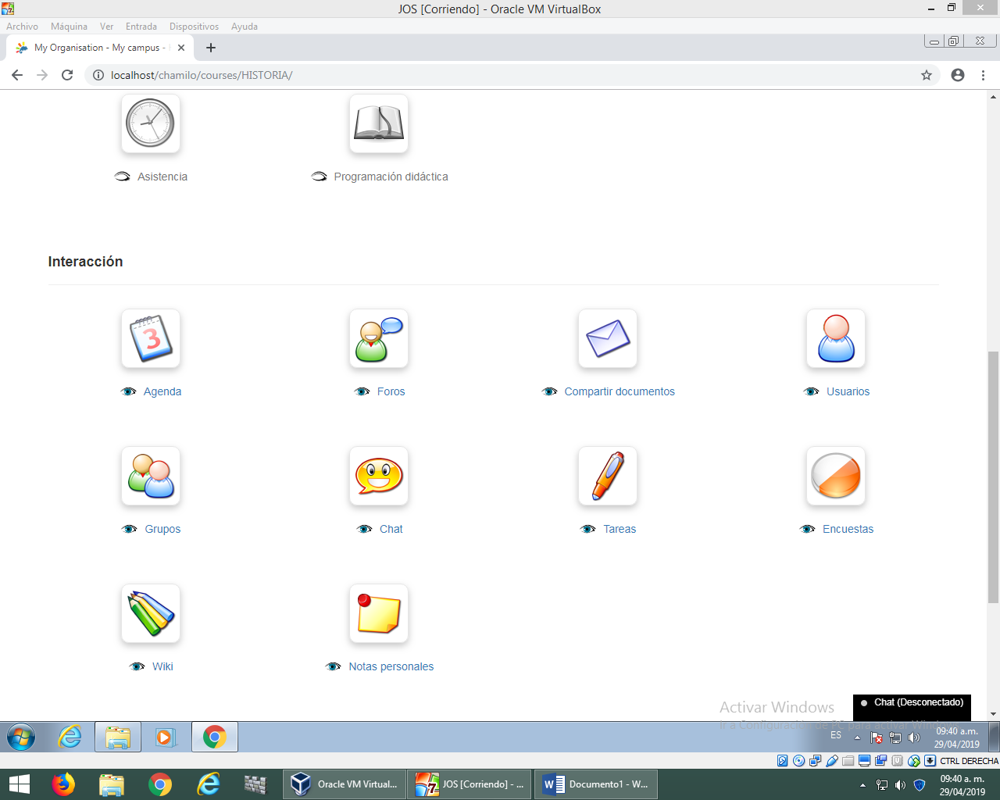 JOS [Corriendo] - Oracle VM VirtualBox
Archivo Máquina Ver Entrada Dispositivos Ayuda
My Organisation - My campus -
localhost/chamilo/courses/HISTORIA/
Asistencia Programación didáctica
Interacción
3
Agenda Foros Compartir documentos Usuarios
Grupos Chat Tareas Encuestas
Wiki Notas personales
Activar Windows
Ir a Configuración de PC para activar Windows
Chat (Desconectado)
ES
09:40 a.m.
29/04/2019
CTRL DERECHA
Oracle VM Virtual... JOS [Corriendo] - ... Documento1 - W...
09:40 a. m.
29/04/2019